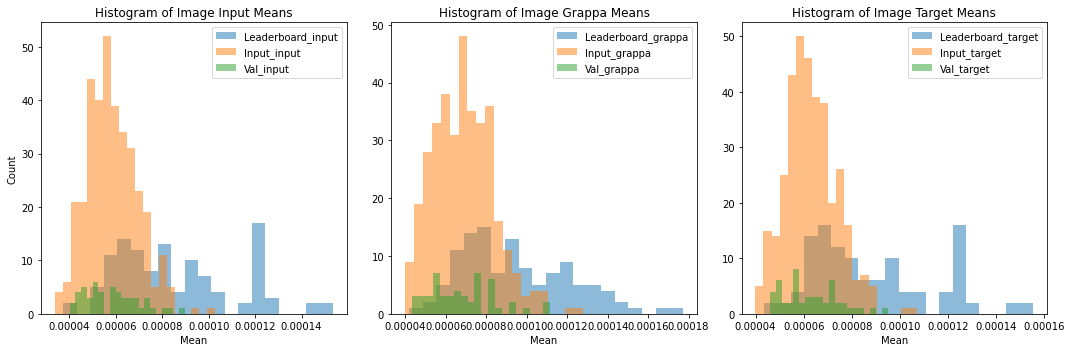 Histogram of Image Input Means
Leaderboard_input
Input_input
Val_input
50
40
30
20
10
0
Count
0.00004 0.00006 0.00008 0.00010 0.00012 0.00014
Mean
Histogram of Image Grappa Means
Leaderboard_grappa
Input_grappa
Val_grappa
50
40
30
20
10
0
0.00004 0.00006 0.00008 0.00010 0.00012 0.00014 0.00016 0.00018
Mean
Histogram of Image Target Means
Leaderboard_target
Input_target
Val_target
50
40
30
20
10
0
0.00004 0.00006 0.00008 0.00010 0.00012 0.00014 0.00016
Mean